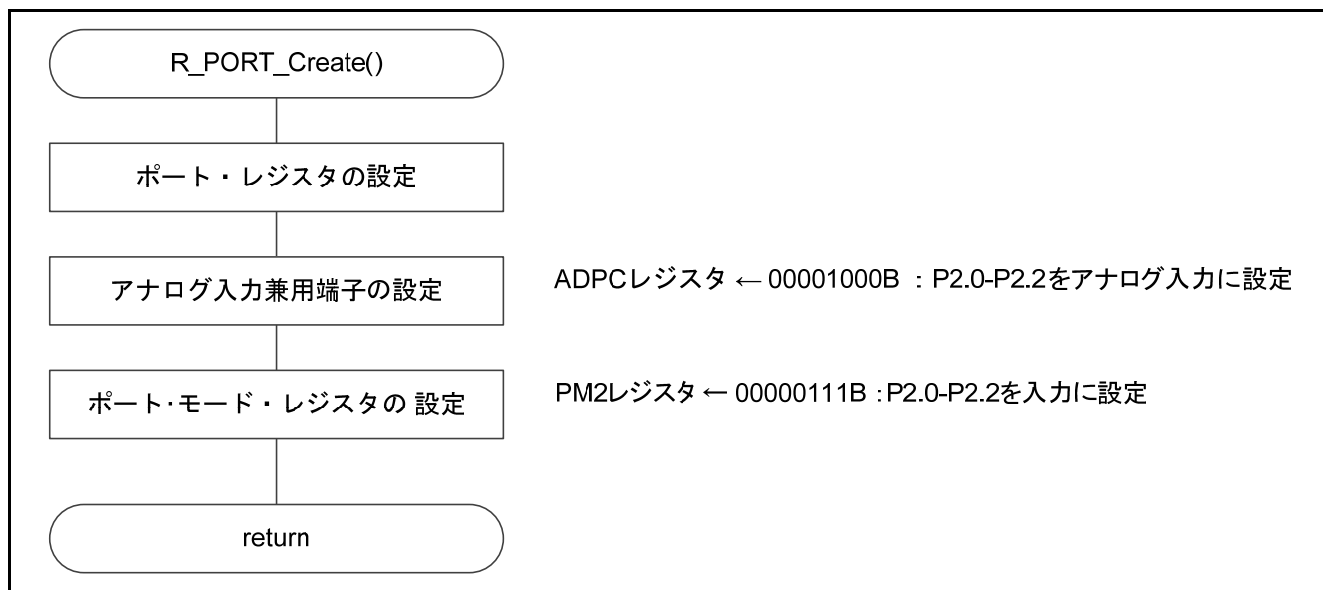 R_PORT_Create()
ポート・レジスタの設定
アナログ入力兼用端子の設定
ADPCレジスタ ← 00001000B : P2.0-P2.2をアナログ入力に設定
ポート・モード・レジスタの 設定
PM2レジスタ ← 00000111B : P2.0-P2.2を入力に設定
return